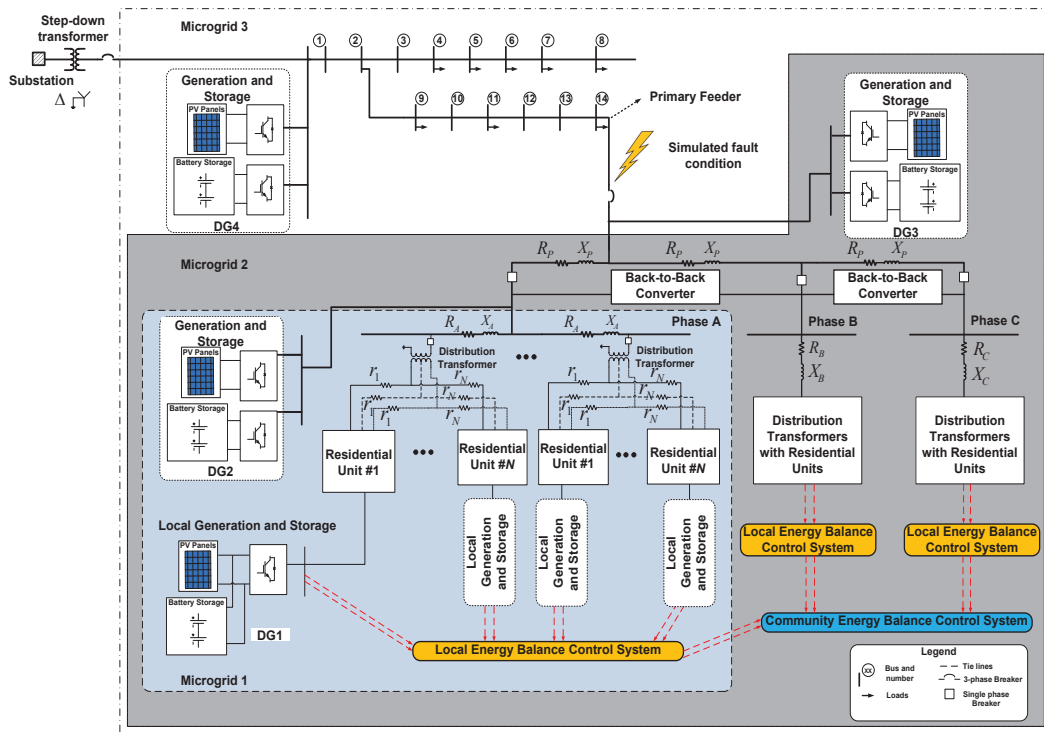 Step-down
transformer
Substation
Δ
Microgrid 3
1
2
3
4
5
6
7
8
9
10
11
12
13
14
Primary Feeder
Simulated fault
condition
Generation and
Storage
PV Panels
Battery Storage
DG4
Generation and
Storage
PV Panels
Battery Storage
DG3
Microgrid 2
R_P X_P
R_P X_P
R_P X_P
Back-to-Back
Converter
Back-to-Back
Converter
Phase A
Phase B
Phase C
R_A X_A
R_A X_A
R_B
X_B
R_C
X_C
Generation and
Storage
PV Panels
Battery Storage
DG2
Distribution
Transformer
Distribution
Transformer
r_1 r_N
r_1 r_N
r_1 r_N
r_1 r_N
r_1 r_N
r_1 r_N
Residential
Unit #1
Residential
Unit #N
Residential
Unit #1
Residential
Unit #N
Distribution
Transformers
with Residential
Units
Distribution
Transformers
with Residential
Units
Local Generation and Storage
PV Panels
Battery Storage
DG1
Local
Generation
and Storage
Local
Generation
and Storage
Local
Generation
and Storage
Local Energy Balance
Control System
Local Energy Balance
Control System
Community Energy Balance Control System
Local Energy Balance Control System
Microgrid 1
Legend
xx
Bus and
number
Loads
Tie lines
3-phase Breaker
Single phase
Breaker